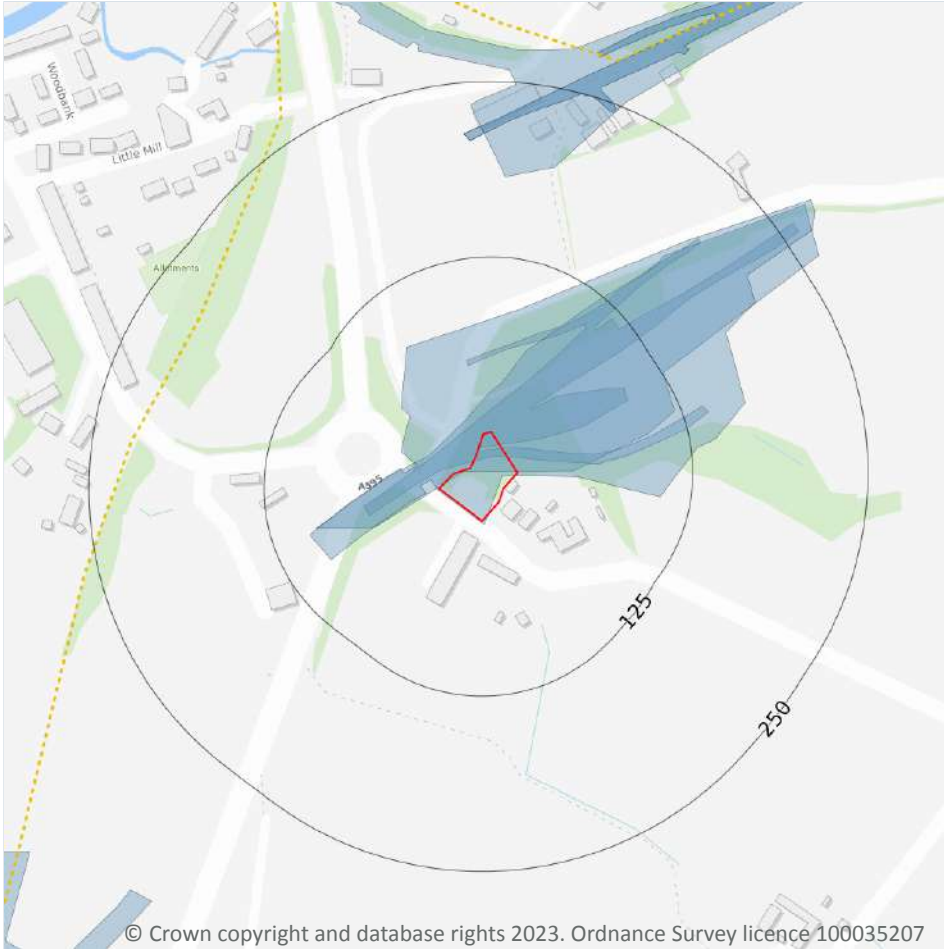 Woodbank
Little Mill
Allotments
A595
125
250
© Crown copyright and database rights 2023. Ordnance Survey licence 100035207